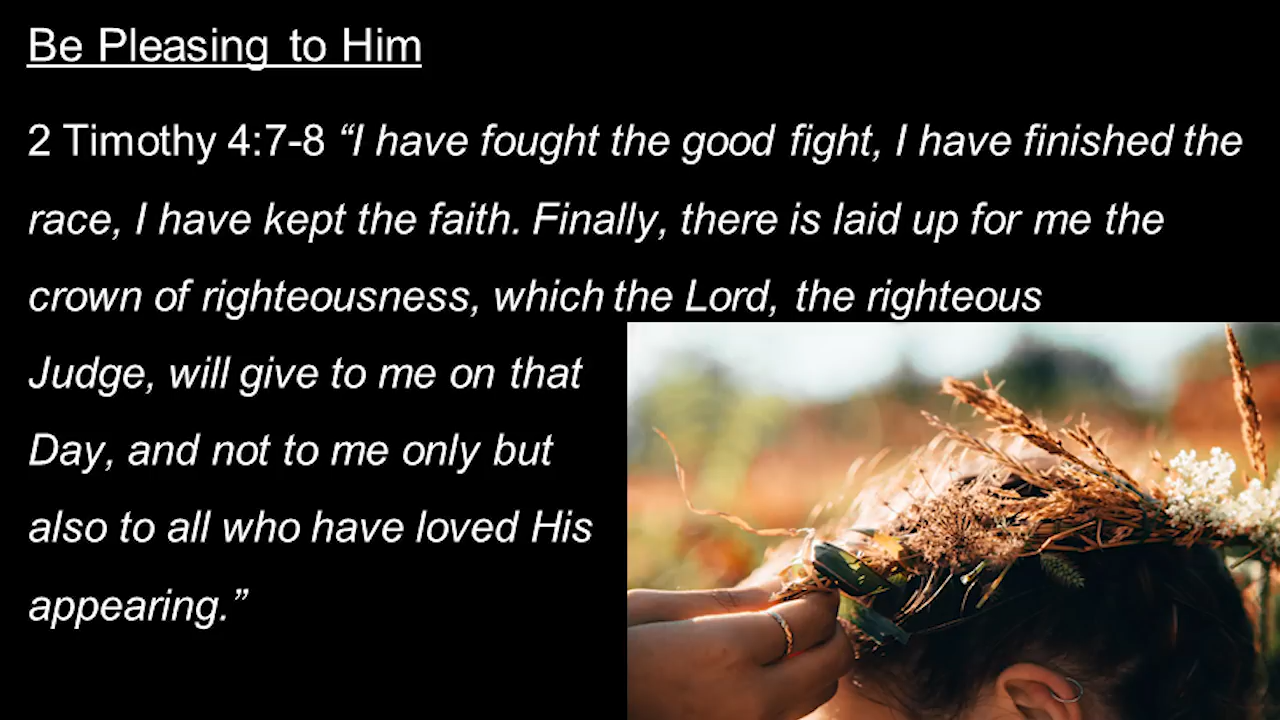 Be Pleasing to Him
2 Timothy 4:7-8 “I have fought the good fight, I have finished the
race, I have kept the faith. Finally, there is laid up for me the
crown of righteousness, which the Lord, the righteous
Judge, will give to me on that
Day, and not to me only but
also to all who have loved His
appearing.”